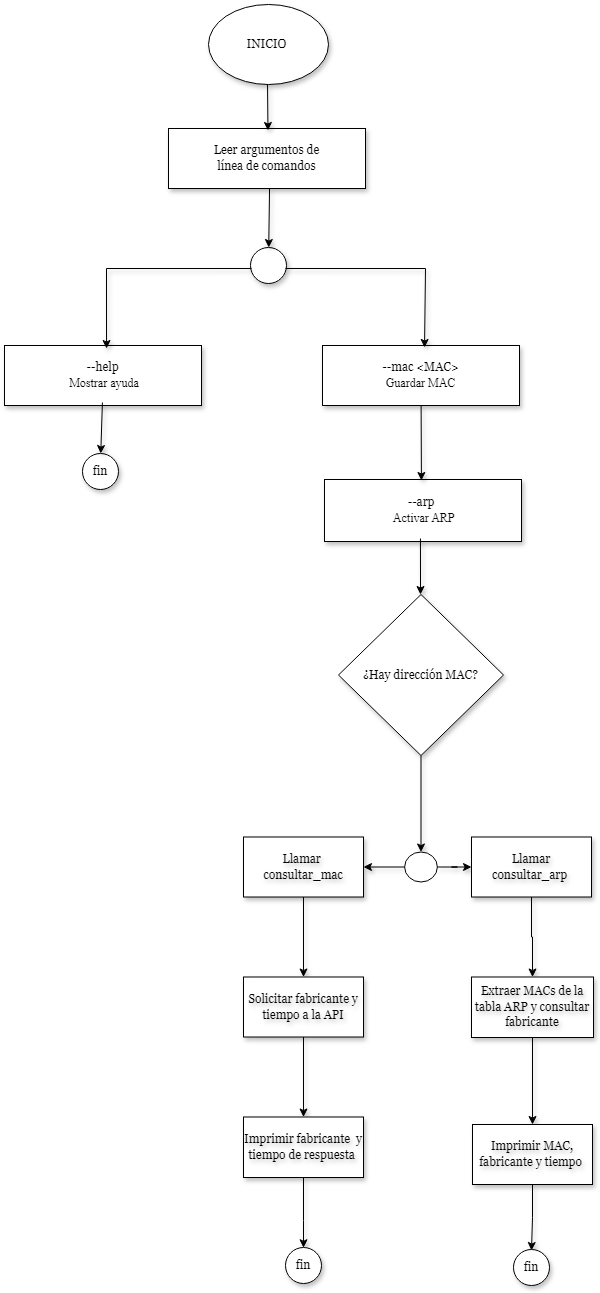 INICIO
Leer argumentos de
línea de comandos
--help
Mostrar ayuda
fin
--mac <MAC>
Guardar MAC
--arp
Activar ARP
¿Hay dirección MAC?
Llamar
consultar_mac
Solicitar fabricante y
tiempo a la API
Imprimir fabricante y
tiempo de respuesta
fin
Llamar
consultar_arp
Extraer MACs de la
tabla ARP y consultar
fabricante
Imprimir MAC,
fabricante y tiempo
fin